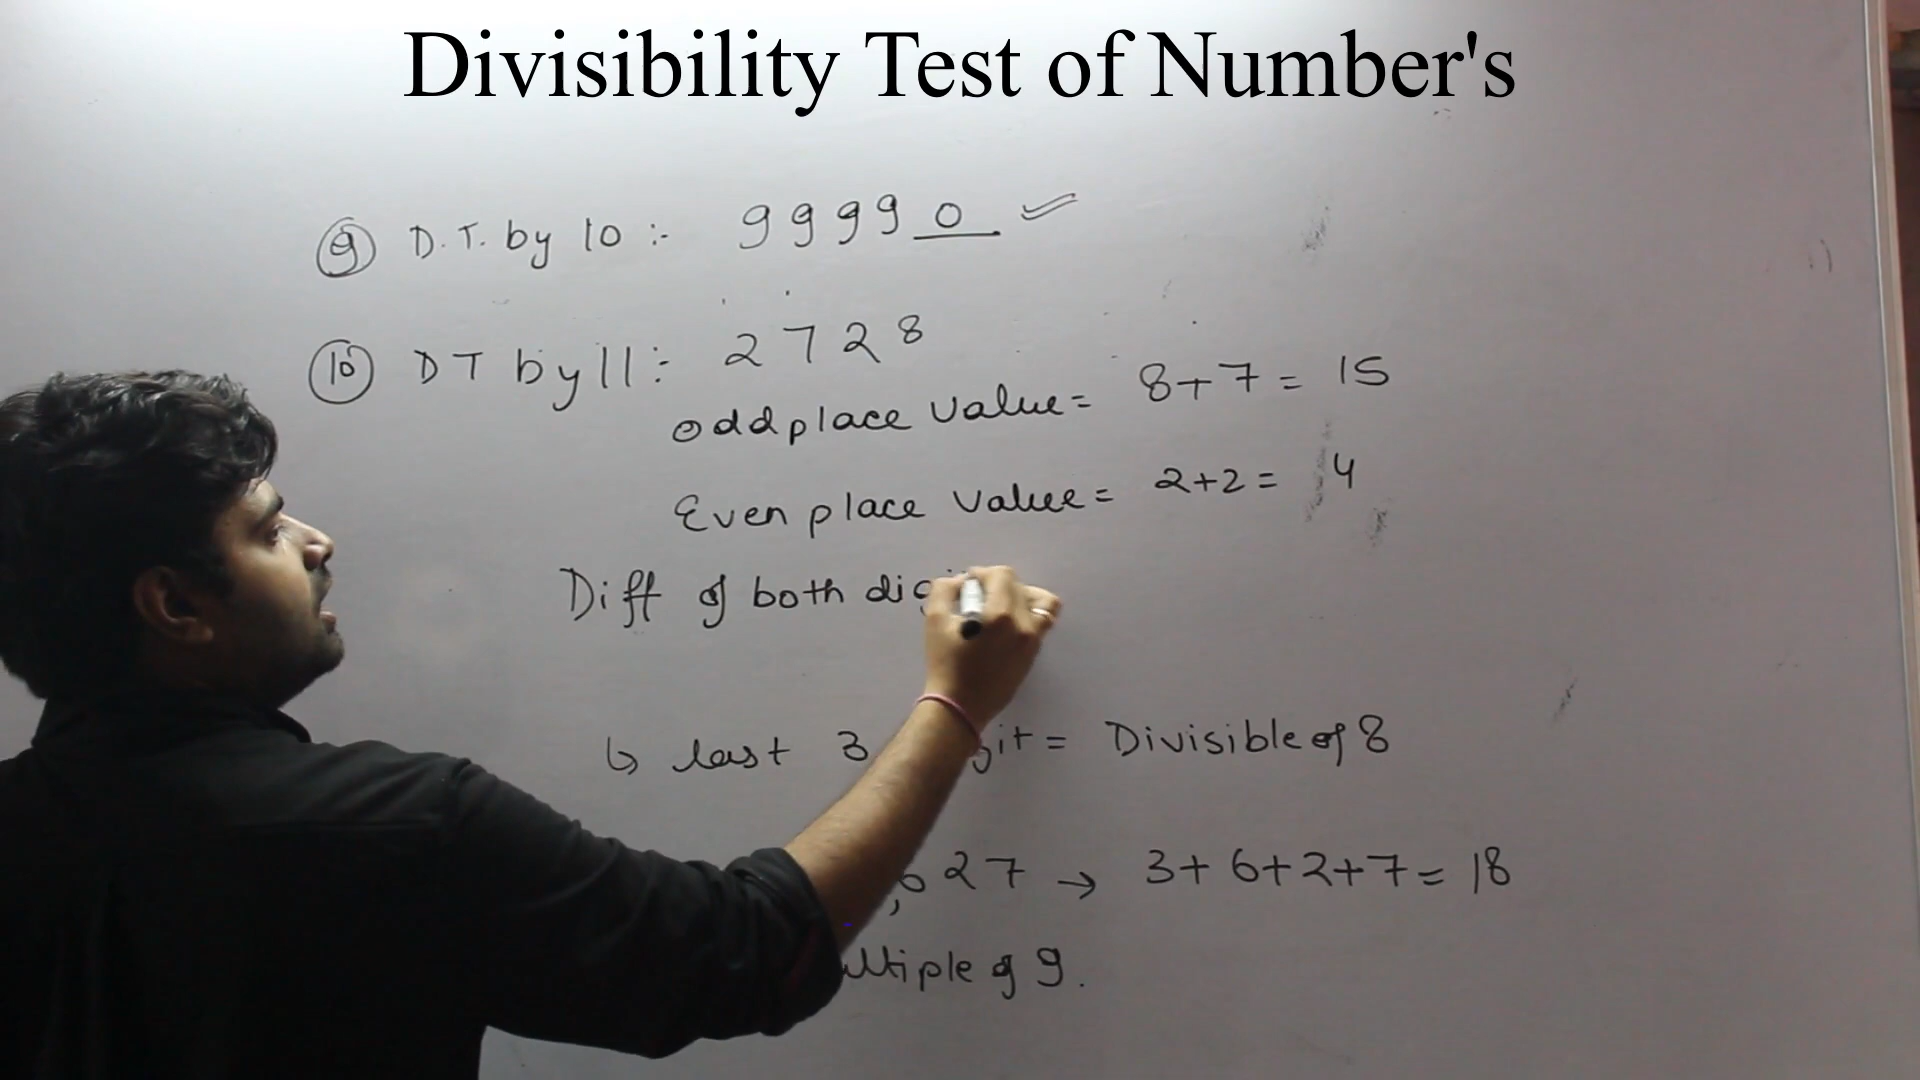 Divisibility Test of Number's
9 D.T. by 10 :- 99990 ✓
10 DT by 11 :- 2728
odd place value = 8+7 = 15
Even place value = 2+2 = 4
Diff of both
↳ last 3 = Divisible of 8
27 → 3+6+2+7 = 18
of 9.